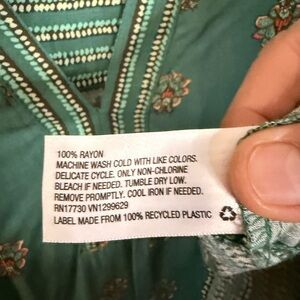 100% RAYON
MACHINE WASH COLD WITH LIKE COLORS.
DELICATE CYCLE. ONLY NON-CHLORINE
BLEACH IF NEEDED. TUMBLE DRY LOW.
REMOVE PROMPTLY. COOL IRON IF NEEDED.
RN17730 VN1299629
LABEL MADE FROM 100% RECYCLED PLASTIC